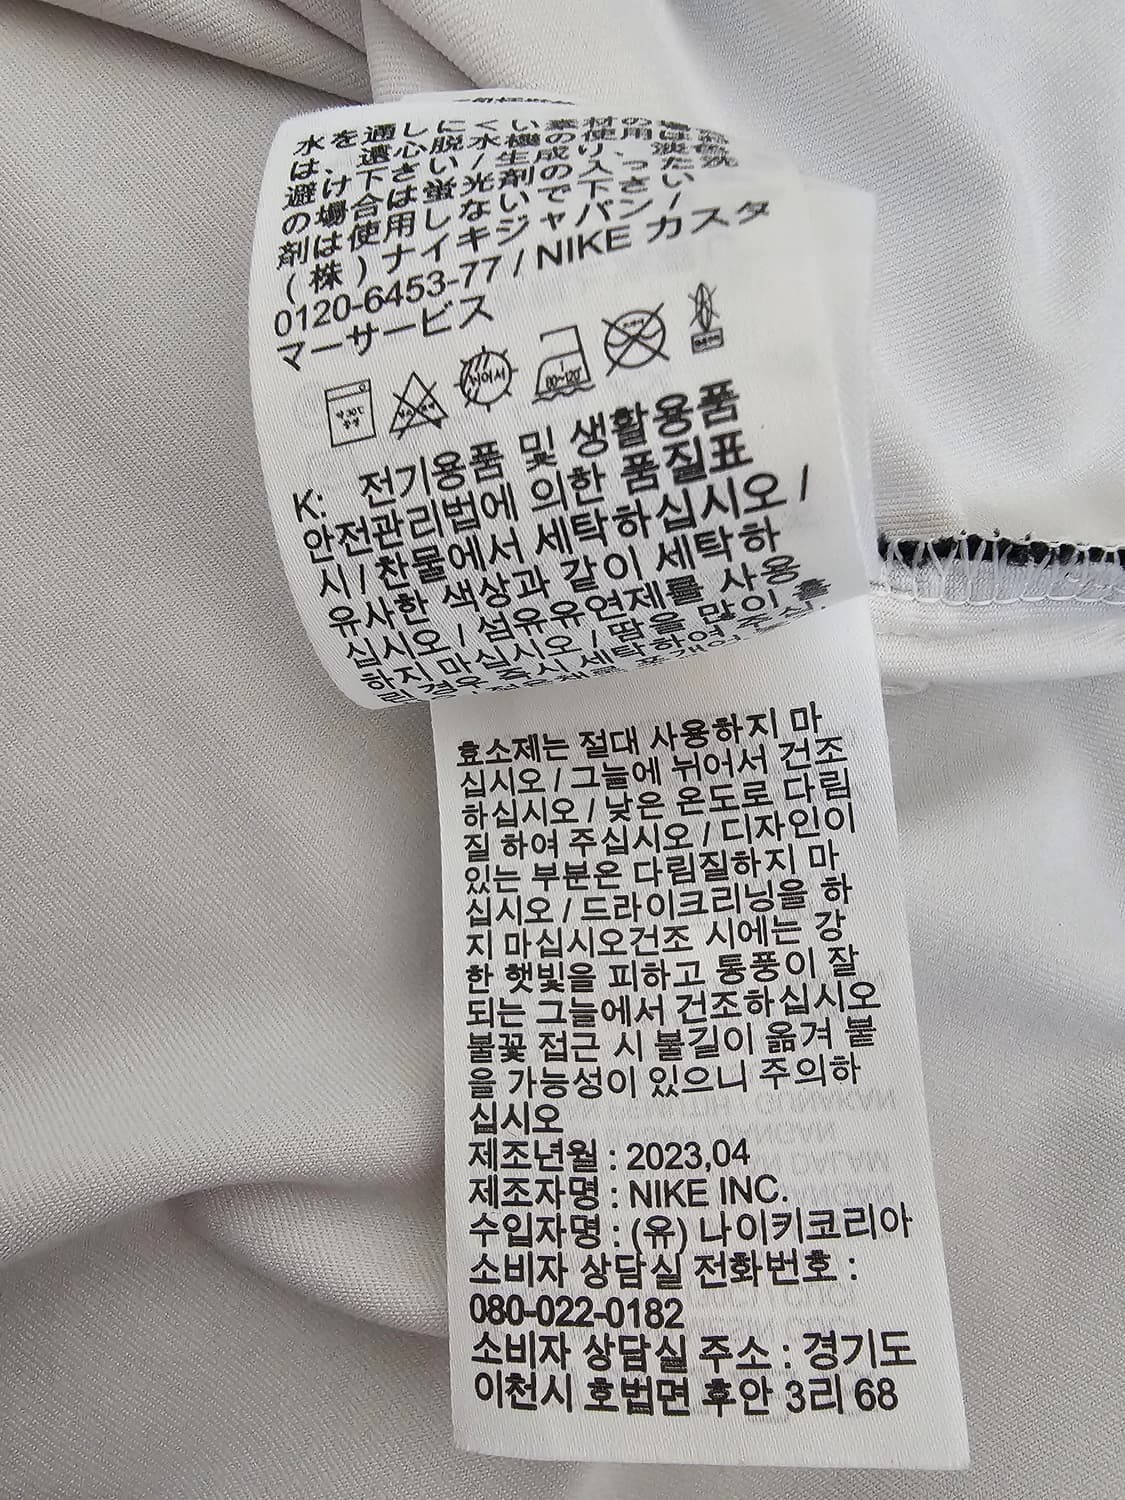 水を通しにくい素材の場合
は、遠心脱水機の使用は
避け下さい / 生成り、淡色
の場合は蛍光剤の入った洗
剤は使用しないで下さい
(株) ナイキジャパン /
0120-6453-77 / NIKE カスタ
マーサービス
K: 전기용품 및 생활용품
안전관리법에 의한 품질표
시 / 찬물에서 세탁하십시오 /
유사한 색상과 같이 세탁하
십시오 / 섬유유연제를 사용
하지 마십시오 / 땀을 많이 흘
린 경우 즉시 세탁하여 주십
효소제는 절대 사용하지 마
십시오 / 그늘에 뉘어서 건조
하십시오 / 낮은 온도로 다림
질 하여 주십시오 / 디자인이
있는 부분은 다림질하지 마
십시오 / 드라이크리닝을 하
지 마십시오건조 시에는 강
한 햇빛을 피하고 통풍이 잘
되는 그늘에서 건조하십시오
불꽃 접근 시 불길이 옮겨 붙
을 가능성이 있으니 주의하
십시오
제조년월 : 2023,04
제조자명 : NIKE INC.
수입자명 : (유) 나이키코리아
소비자 상담실 전화번호 :
080-022-0182
소비자 상담실 주소 : 경기도
이천시 호법면 후안 3리 68